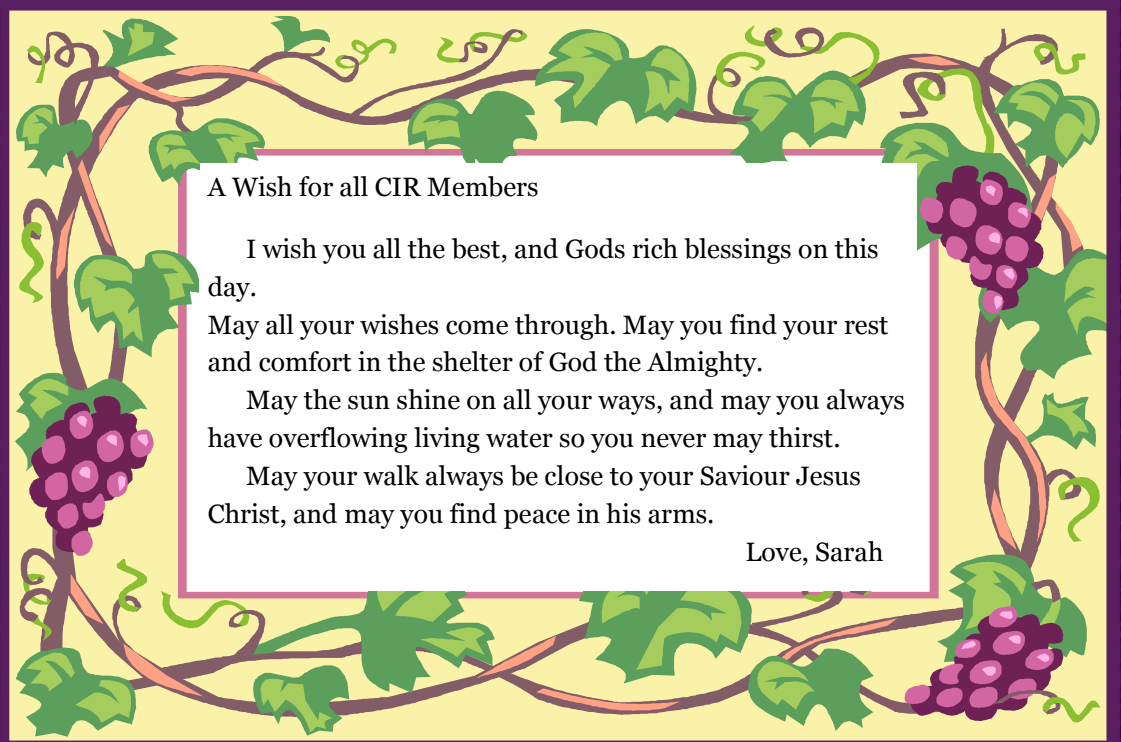 A Wish for all CIR Members
I wish you all the best, and Gods rich blessings on this
day.
May all your wishes come through. May you find your rest
and comfort in the shelter of God the Almighty.
May the sun shine on all your ways, and may you always
have overflowing living water so you never may thirst.
May your walk always be close to your Saviour Jesus
Christ, and may you find peace in his arms.
Love, Sarah